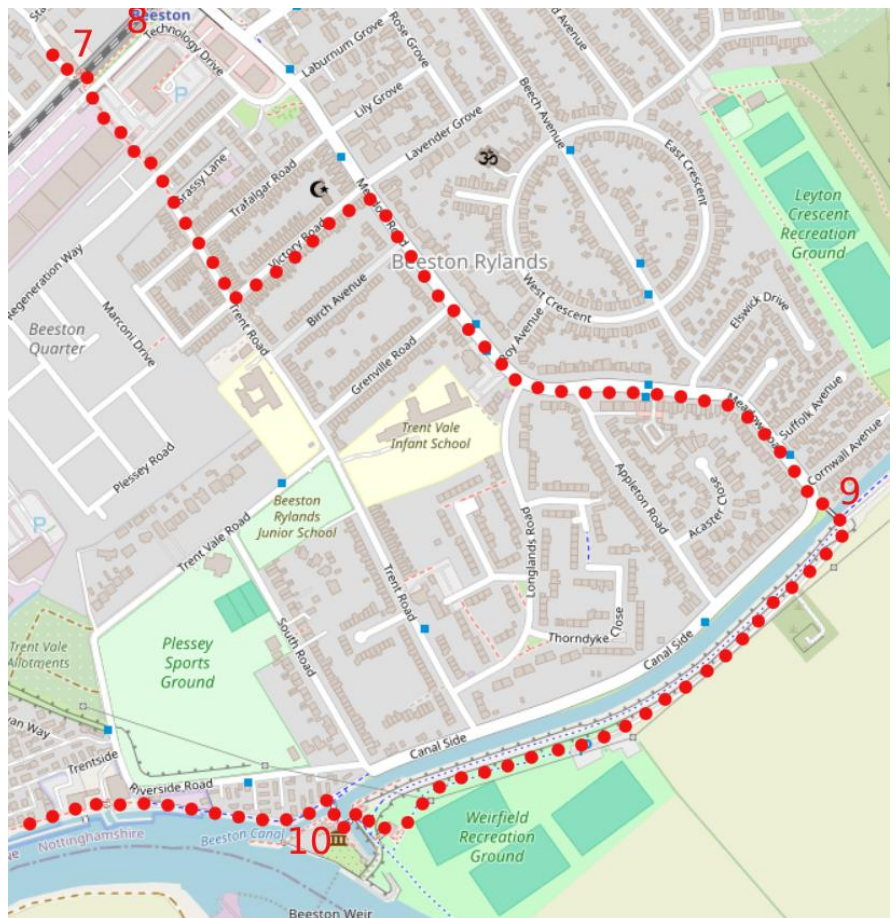 Beeston
7
8
Technology Drive
Laburnum Grove
Rose Grove
Lily Grove
Lavender Grove
Beech Avenue
East Crescent
Grassy Lane
Trafalgar Road
Victory Road
Meadow Road
Leyton
Crescent
Recreation
Ground
Beeston Rylands
West Crescent
Regeneration Way
Marconi Drive
Trent Road
Birch Avenue
Beeston
Quarter
Grenville Road
Elswick Drive
Suffolk Avenue
Meadow Road
Cornwall Avenue
Trent Vale
Infant School
Plessey Road
Appleton Road
Acaster Close
9
Beeston
Rylands
Junior School
Trent Vale Road
Longlands Road
Trent Road
South Road
Thorndyke
Close
Canal Side
Trent Vale
Allotments
Plessey
Sports
Ground
Trentside
Canal Side
Riverside Road
Nottinghamshire
Beeston Canal
10
Weirfield
Recreation
Ground
Beeston Weir